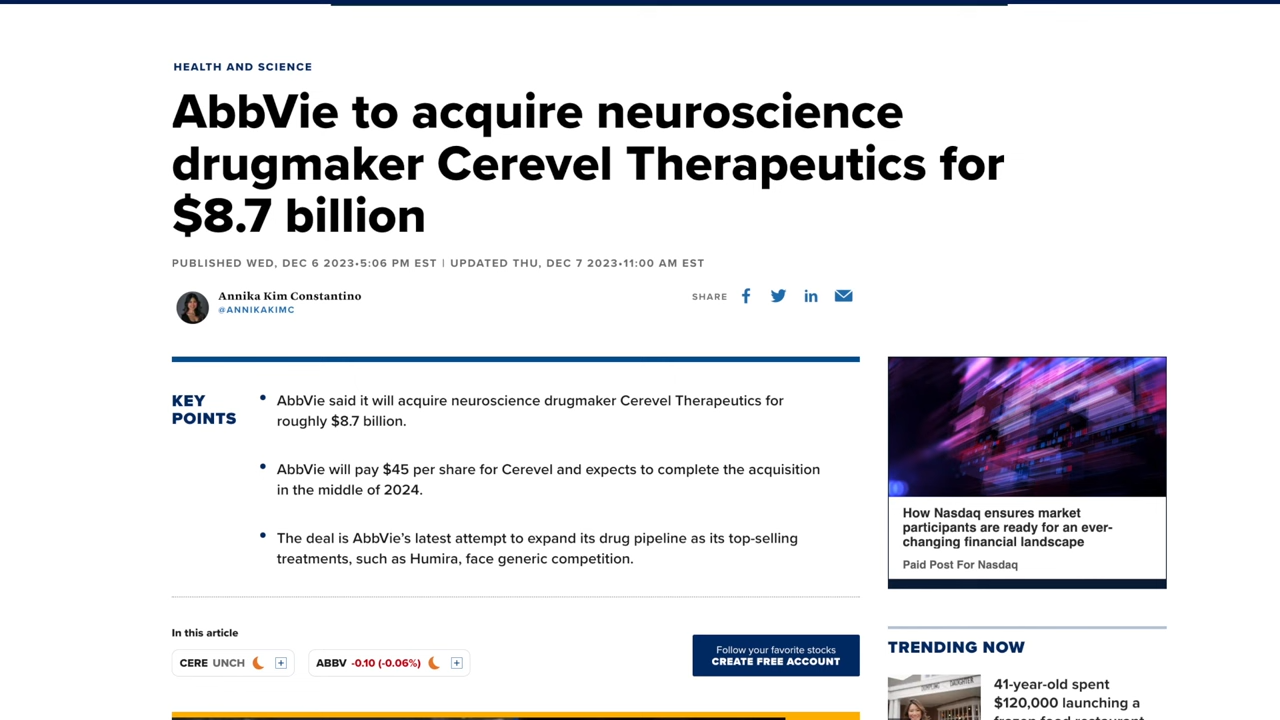 HEALTH AND SCIENCE
AbbVie to acquire neuroscience
drugmaker Cerevel Therapeutics for
$8.7 billion
PUBLISHED WED, DEC 6 2023•5:06 PM EST | UPDATED THU, DEC 7 2023•11:00 AM EST
Annika Kim Constantino
@ANNIKAKIMC
SHARE
KEY
POINTS
• AbbVie said it will acquire neuroscience drugmaker Cerevel Therapeutics for
roughly $8.7 billion.
• AbbVie will pay $45 per share for Cerevel and expects to complete the acquisition
in the middle of 2024.
• The deal is AbbVie's latest attempt to expand its drug pipeline as its top-selling
treatments, such as Humira, face generic competition.
In this article
CERE UNCH
ABBV -0.10 (-0.06%)
Follow your favorite stocks
CREATE FREE ACCOUNT
How Nasdaq ensures market
participants are ready for an ever-
changing financial landscape
Paid Post For Nasdaq
TRENDING NOW
41-year-old spent
$120,000 launching a
frozen food restaurant